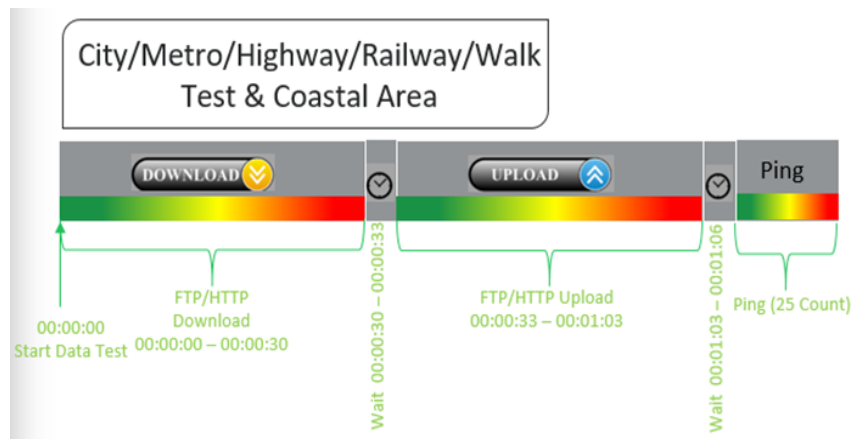 City/Metro/Highway/Railway/Walk
Test & Coastal Area
DOWNLOAD
UPLOAD
Ping
00:00:00
Start Data Test
FTP/HTTP
Download
00:00:00 – 00:00:30
Wait 00:00:30 – 00:00:33
FTP/HTTP Upload
00:00:33 – 00:01:03
Wait 00:01:03 – 00:01:06
Ping (25 Count)